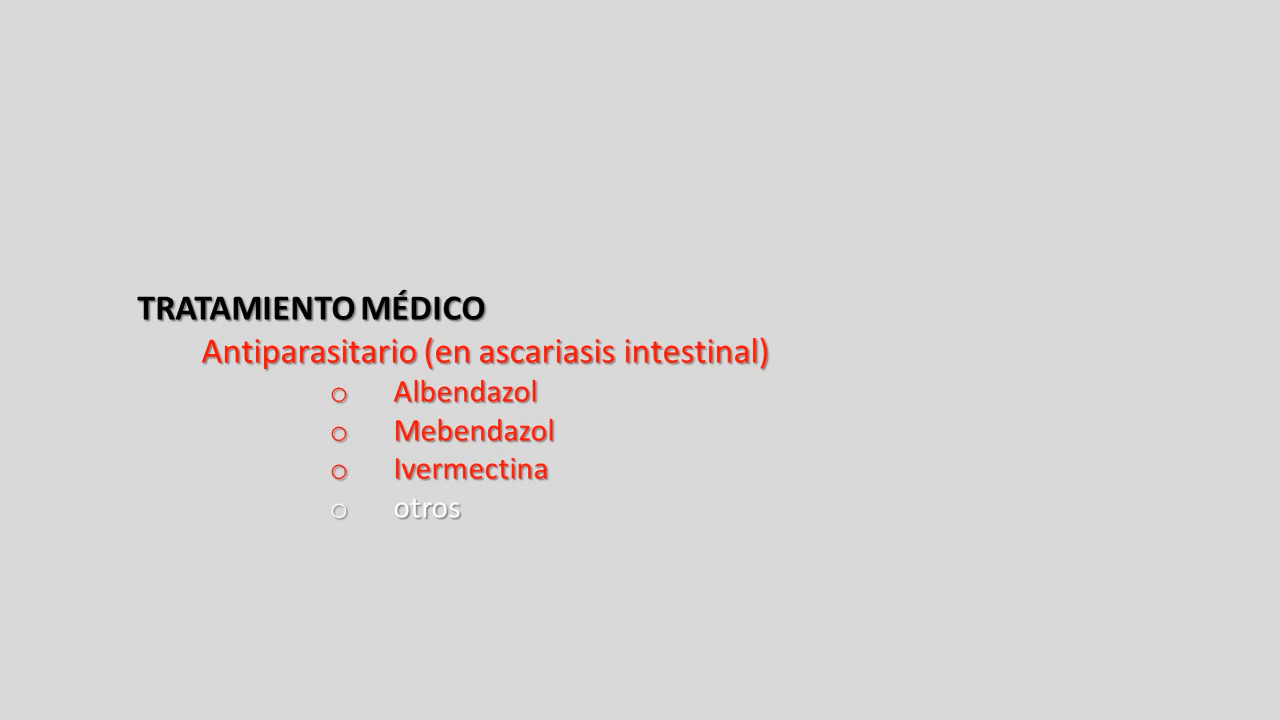 TRATAMIENTO MÉDICO
Antiparasitario (en ascariasis intestinal)
o Albendazol
o Mebendazol
o Ivermectina
o otros